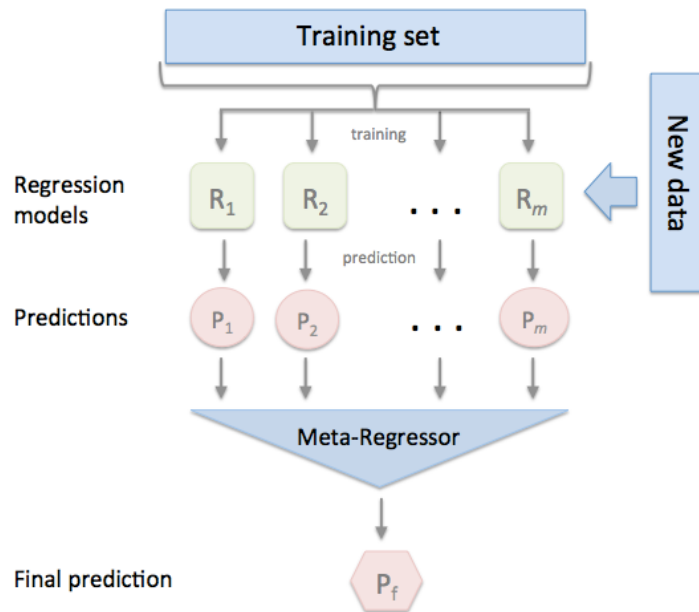 Training set
training
New data
Regression
models
R1 R2 . . . Rm
prediction
Predictions
P1 P2 . . . Pm
Meta-Regressor
Final prediction
Pf